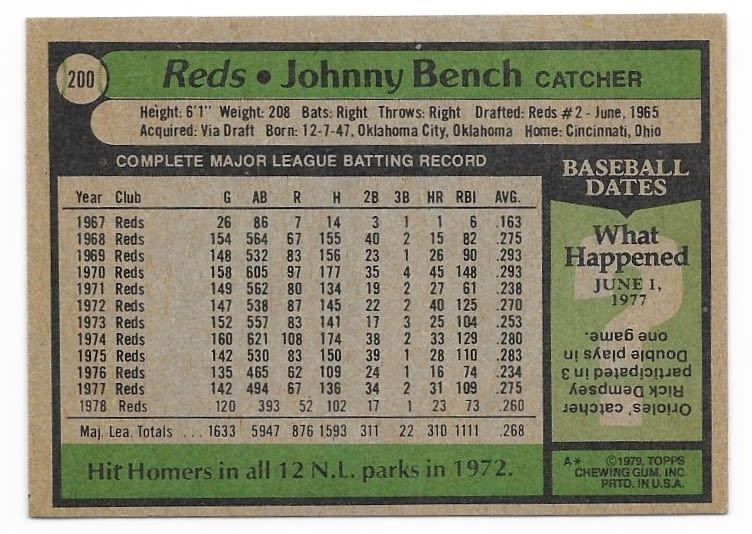 200
Reds • Johnny Bench CATCHER
Height: 6'1" Weight: 208 Bats: Right Throws: Right Drafted: Reds #2 - June, 1965
Acquired: Via Draft Born: 12-7-47, Oklahoma City, Oklahoma Home: Cincinnati, Ohio
COMPLETE MAJOR LEAGUE BATTING RECORD
Year Club G AB R H 2B 3B HR RBI AVG.
1967 Reds 26 86 7 14 3 1 1 6 .163
1968 Reds 154 564 67 155 40 2 15 82 .275
1969 Reds 148 532 83 156 23 1 26 90 .293
1970 Reds 158 605 97 177 35 4 45 148 .293
1971 Reds 149 562 80 134 19 2 27 61 .238
1972 Reds 147 538 87 145 22 2 40 125 .270
1973 Reds 152 557 83 141 17 3 25 104 .253
1974 Reds 160 621 108 174 38 2 33 129 .280
1975 Reds 142 530 83 150 39 1 28 110 .283
1976 Reds 135 465 62 109 24 1 16 74 .234
1977 Reds 142 494 67 136 34 2 31 109 .275
1978 Reds 120 393 52 102 17 1 23 73 .260
Maj. Lea. Totals ... 1633 5947 876 1593 311 22 310 1111 .268
Hit Homers in all 12 N.L. parks in 1972.
BASEBALL
DATES
What
Happened
JUNE 1,
1977
?
Orioles' catcher
Rick Dempsey
participated in 3
Double plays in
one game.
A* ©1979, TOPPS
CHEWING GUM, INC
PRTD. IN U.S.A.